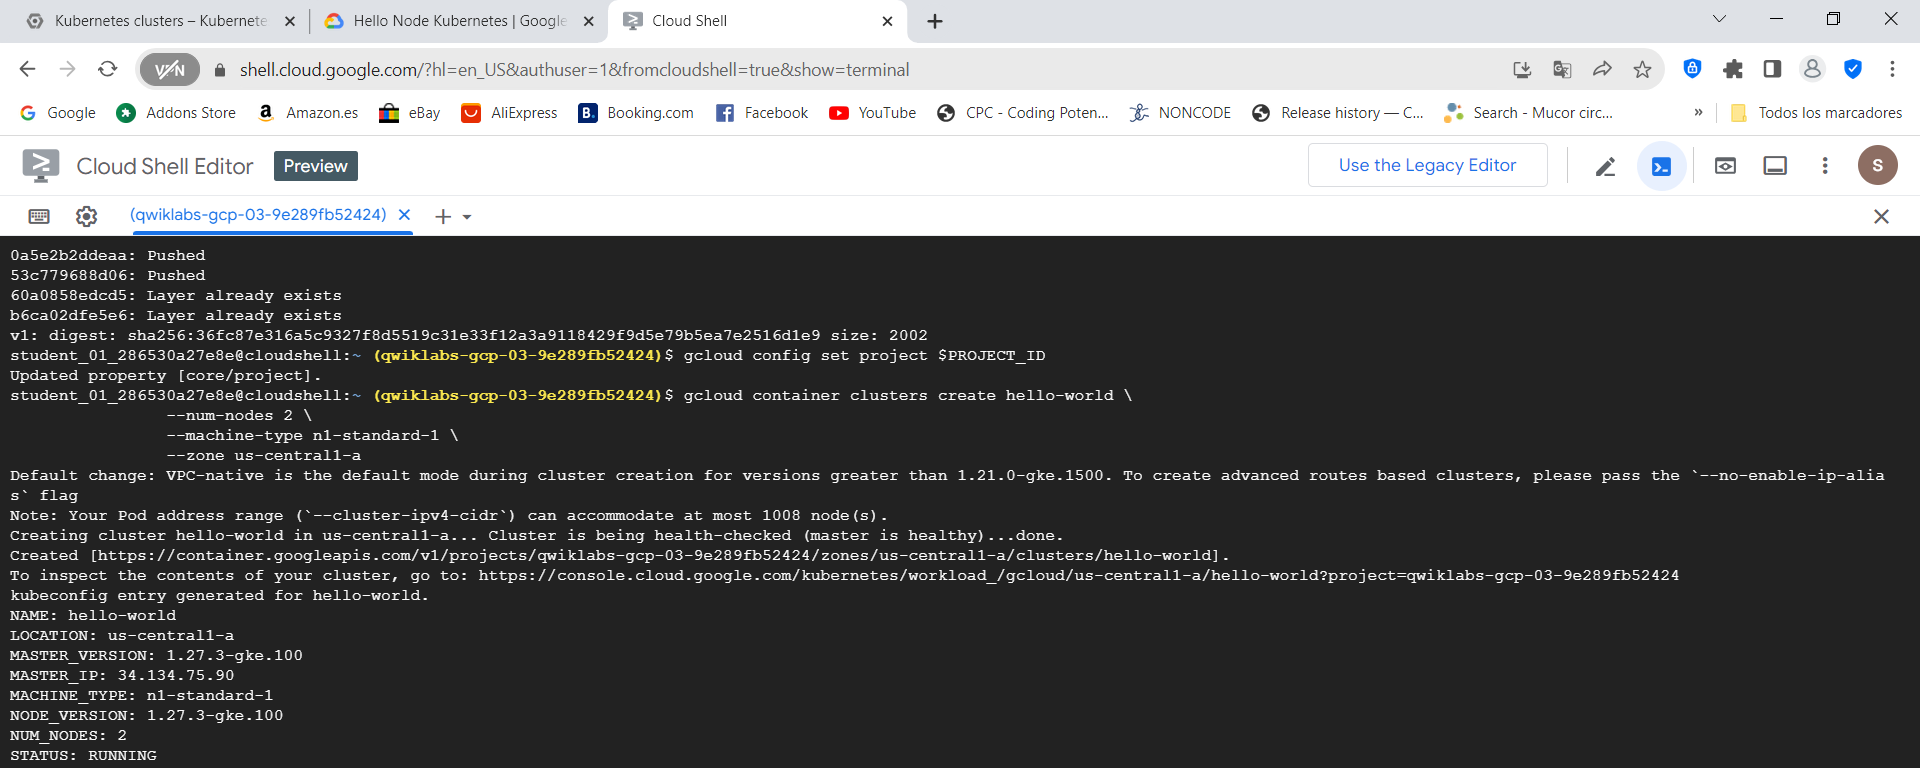 Kubernetes clusters – Kubernete
Hello Node Kubernetes | Google
Cloud Shell
VPN
shell.cloud.google.com/?hl=en_US&authuser=1&fromcloudshell=true&show=terminal
Google
Addons Store
Amazon.es
eBay
AliExpress
Booking.com
Facebook
YouTube
CPC - Coding Poten...
NONCODE
Release history — C...
Search - Mucor circ...
»
Todos los marcadores
Cloud Shell Editor
Preview
Use the Legacy Editor
S
(qwiklabs-gcp-03-9e289fb52424)
0a5e2b2ddeaa: Pushed
53c779688d06: Pushed
60a0858edcd5: Layer already exists
b6ca02dfe5e6: Layer already exists
v1: digest: sha256:36fc87e316a5c9327f8d5519c31e33f12a3a9118429f9d5e79b5ea7e2516d1e9 size: 2002
student_01_286530a27e8e@cloudshell:~ (qwiklabs-gcp-03-9e289fb52424)$ gcloud config set project $PROJECT_ID
Updated property [core/project].
student_01_286530a27e8e@cloudshell:~ (qwiklabs-gcp-03-9e289fb52424)$ gcloud container clusters create hello-world \
--num-nodes 2 \
--machine-type n1-standard-1 \
--zone us-central1-a
Default change: VPC-native is the default mode during cluster creation for versions greater than 1.21.0-gke.1500. To create advanced routes based clusters, please pass the `--no-enable-ip-alia
s` flag
Note: Your Pod address range (`--cluster-ipv4-cidr`) can accommodate at most 1008 node(s).
Creating cluster hello-world in us-central1-a... Cluster is being health-checked (master is healthy)...done.
Created [https://container.googleapis.com/v1/projects/qwiklabs-gcp-03-9e289fb52424/zones/us-central1-a/clusters/hello-world].
To inspect the contents of your cluster, go to: https://console.cloud.google.com/kubernetes/workload_/gcloud/us-central1-a/hello-world?project=qwiklabs-gcp-03-9e289fb52424
kubeconfig entry generated for hello-world.
NAME: hello-world
LOCATION: us-central1-a
MASTER_VERSION: 1.27.3-gke.100
MASTER_IP: 34.134.75.90
MACHINE_TYPE: n1-standard-1
NODE_VERSION: 1.27.3-gke.100
NUM_NODES: 2
STATUS: RUNNING